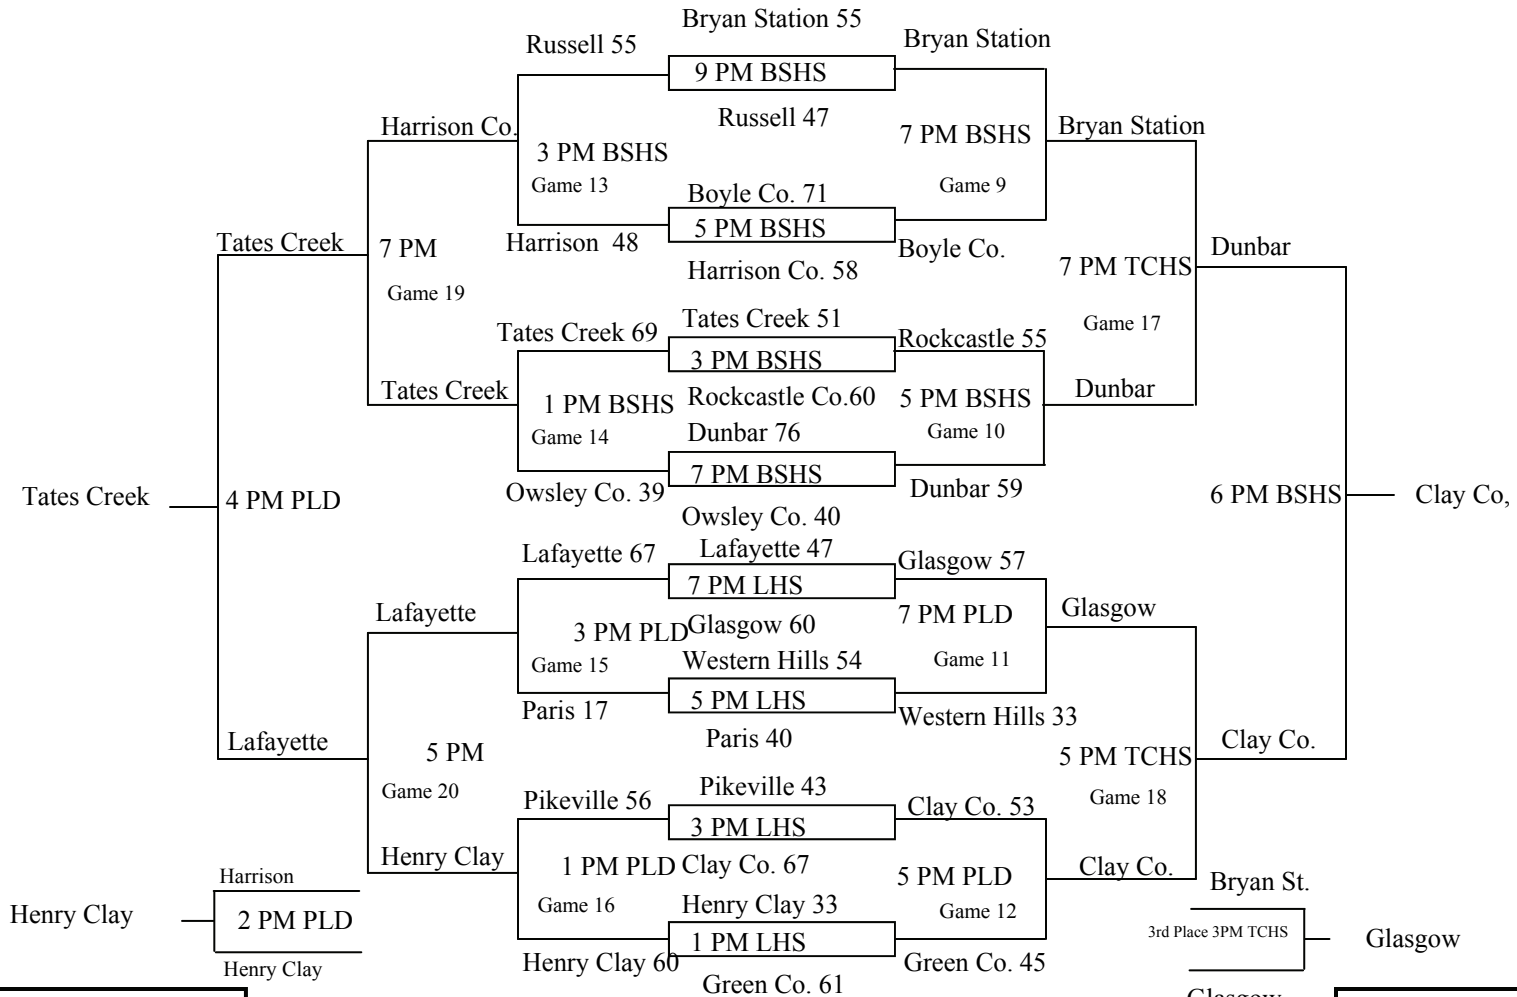 Bryan Station 55
Russell 55
Bryan Station
9 PM BSHS
Russell 47
Harrison Co.
3 PM BSHS
7 PM BSHS
Bryan Station
Game 13
Game 9
Boyle Co. 71
5 PM BSHS
Tates Creek
7 PM
Harrison 48
Boyle Co.
Dunbar
Harrison Co. 58
7 PM TCHS
Game 19
Game 17
Tates Creek 69
Tates Creek 51
Rockcastle 55
3 PM BSHS
Tates Creek
1 PM BSHS
Rockcastle Co.60
5 PM BSHS
Dunbar
Game 14
Dunbar 76
Game 10
7 PM BSHS
Tates Creek
4 PM PLD
Owsley Co. 39
Dunbar 59
6 PM BSHS
Clay Co,
Owsley Co. 40
Lafayette 67
Lafayette 47
Glasgow 57
7 PM LHS
Lafayette
3 PM PLD
Glasgow 60
7 PM PLD
Glasgow
Game 15
Western Hills 54
Game 11
5 PM LHS
Paris 17
Western Hills 33
Paris 40
Lafayette
5 PM
5 PM TCHS
Clay Co.
Game 20
Pikeville 56
Pikeville 43
Clay Co. 53
Game 18
3 PM LHS
Henry Clay
1 PM PLD
Clay Co. 67
5 PM PLD
Clay Co.
Harrison
Bryan St.
Game 16
Henry Clay 33
Game 12
Henry Clay
2 PM PLD
1 PM LHS
3rd Place 3PM TCHS
Glasgow
Henry Clay
Henry Clay 60
Green Co. 45
Green Co. 61
Glasgow